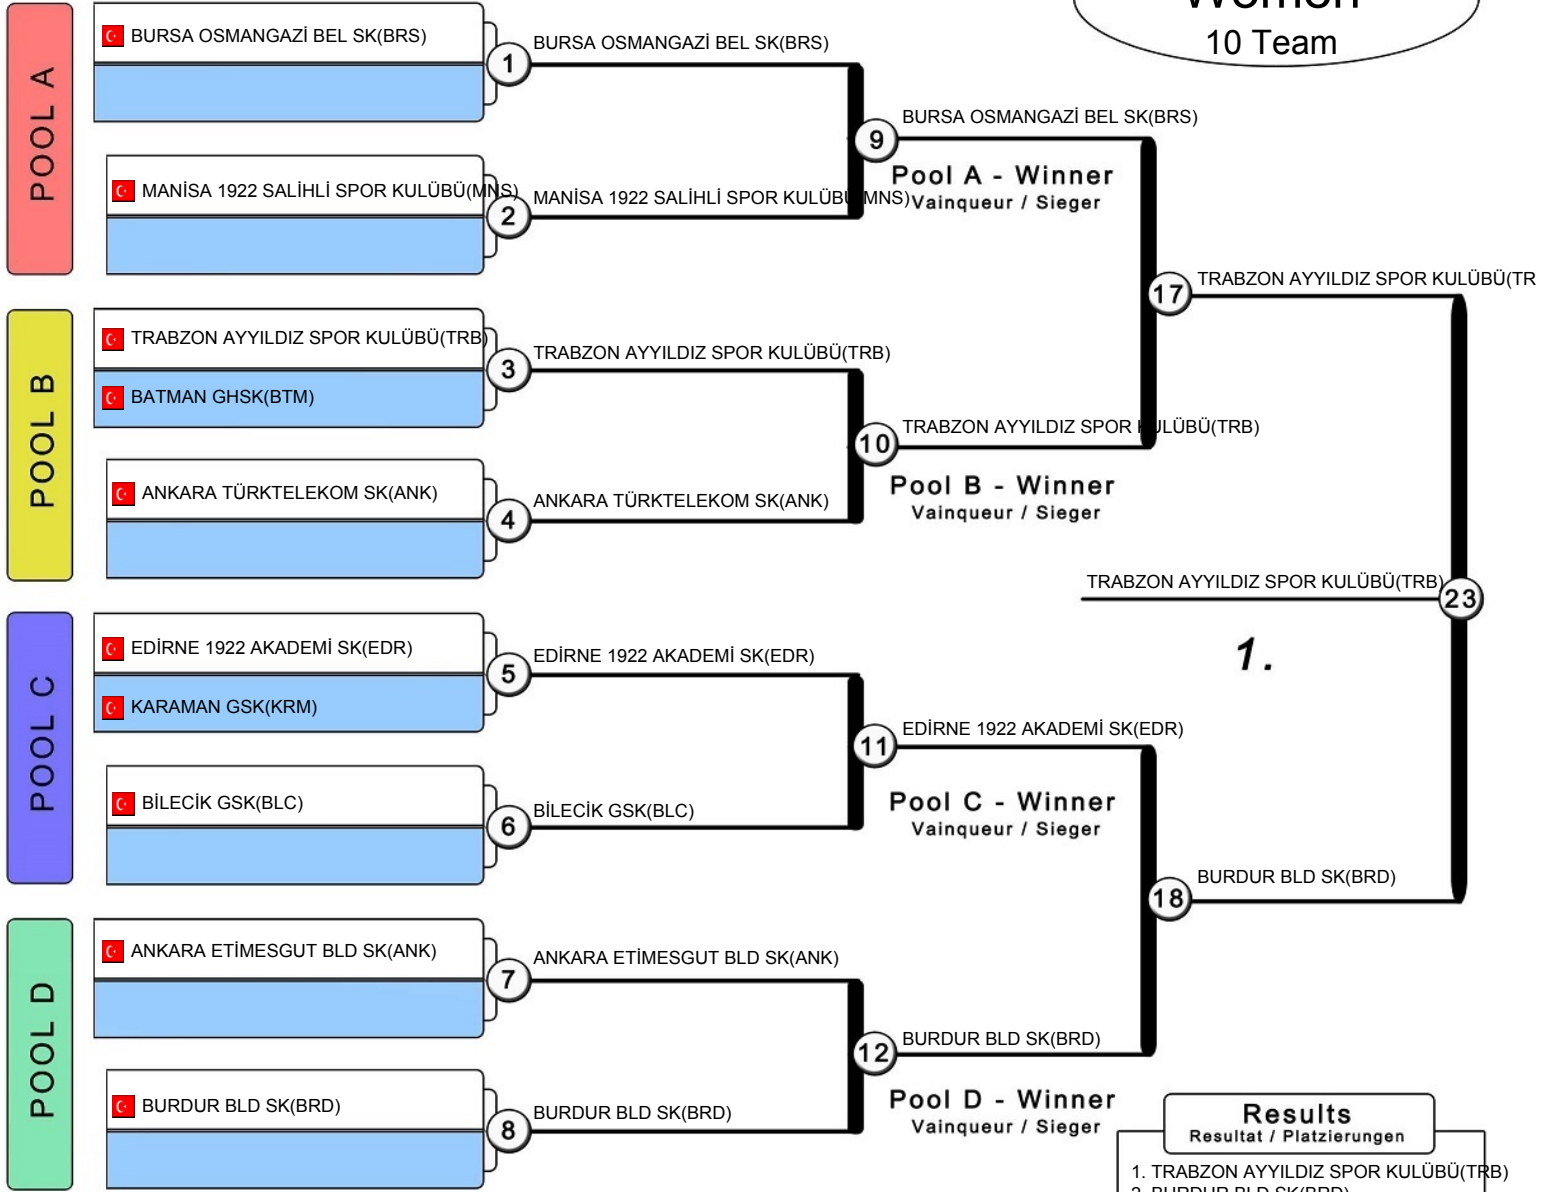 Women
10 Team
POOL A
BURSA OSMANGAZİ BEL SK(BRS)
1
BURSA OSMANGAZİ BEL SK(BRS)
MANİSA 1922 SALİHLİ SPOR KULÜBÜ(MNS)
2
MANİSA 1922 SALİHLİ SPOR KULÜBÜ(MNS)
9
BURSA OSMANGAZİ BEL SK(BRS)
Pool A - Winner
Vainqueur / Sieger
POOL B
TRABZON AYYILDIZ SPOR KULÜBÜ(TRB)
BATMAN GHSK(BTM)
3
TRABZON AYYILDIZ SPOR KULÜBÜ(TRB)
ANKARA TÜRKTELEKOM SK(ANK)
4
ANKARA TÜRKTELEKOM SK(ANK)
10
TRABZON AYYILDIZ SPOR KULÜBÜ(TRB)
Pool B - Winner
Vainqueur / Sieger
17
TRABZON AYYILDIZ SPOR KULÜBÜ(TR
POOL C
EDİRNE 1922 AKADEMİ SK(EDR)
KARAMAN GSK(KRM)
5
EDİRNE 1922 AKADEMİ SK(EDR)
BİLECİK GSK(BLC)
6
BİLECİK GSK(BLC)
11
EDİRNE 1922 AKADEMİ SK(EDR)
Pool C - Winner
Vainqueur / Sieger
POOL D
ANKARA ETİMESGUT BLD SK(ANK)
7
ANKARA ETİMESGUT BLD SK(ANK)
BURDUR BLD SK(BRD)
8
BURDUR BLD SK(BRD)
12
BURDUR BLD SK(BRD)
Pool D - Winner
Vainqueur / Sieger
18
BURDUR BLD SK(BRD)
TRABZON AYYILDIZ SPOR KULÜBÜ(TRB)
23
1.
Results
Resultat / Platzierungen
1. TRABZON AYYILDIZ SPOR KULÜBÜ(TRB)
2. BURDUR BLD SK(BRD)